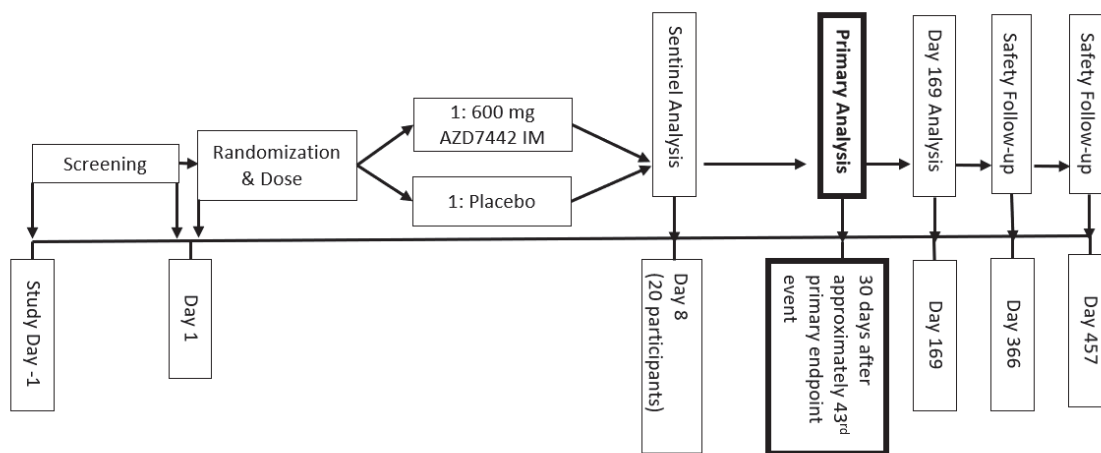 Screening
Randomization
& Dose
1: 600 mg
AZD7442 IM
1: Placebo
Sentinel Analysis
Primary Analysis
Day 169 Analysis
Safety Follow-up
Safety Follow-up
Study Day -1
Day 1
Day 8
(20 participants)
30 days after
approximately 43rd
primary endpoint
event
Day 169
Day 366
Day 457